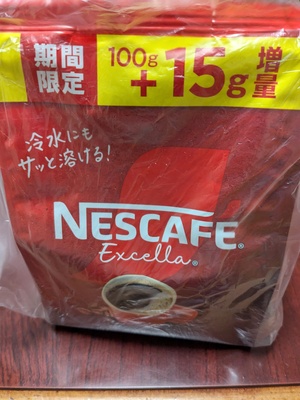 期間
限定
100g
+15g
増量
冷水にも
サッと溶ける!
NESCAFÉ®
Excella®